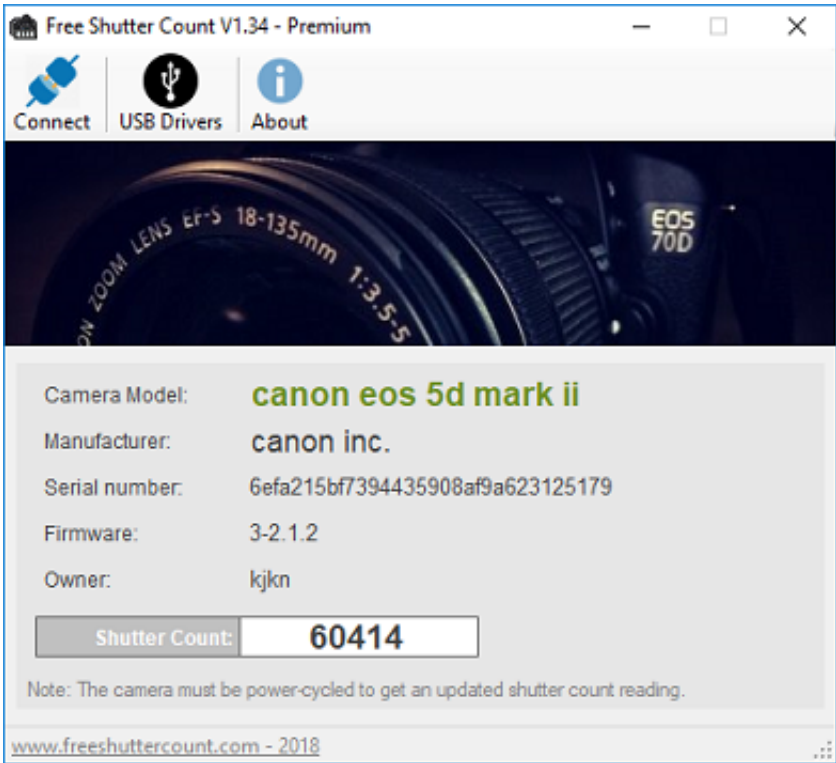 Free Shutter Count V1.34 - Premium
Connect USB Drivers About
ON ZOOM LENS EF-S 18-135mm 1:3.5-5
EOS
70D
Camera Model: canon eos 5d mark ii
Manufacturer: canon inc.
Serial number: 6efa215bf7394435908af9a623125179
Firmware: 3-2.1.2
Owner: kjkn
Shutter Count: 60414
Note: The camera must be power-cycled to get an updated shutter count reading.
www.freeshuttercount.com - 2018